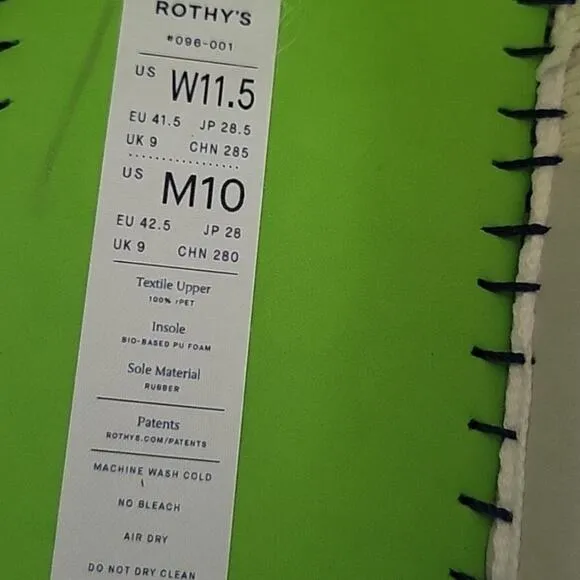 ROTHY'S
#096-001
US W11.5
EU 41.5 JP 28.5
UK 9 CHN 285
US M10
EU 42.5 JP 28
UK 9 CHN 280
Textile Upper
100% rPET
Insole
BIO-BASED PU FOAM
Sole Material
RUBBER
Patents
ROTHYS.COM/PATENTS
MACHINE WASH COLD
NO BLEACH
AIR DRY
DO NOT DRY CLEAN